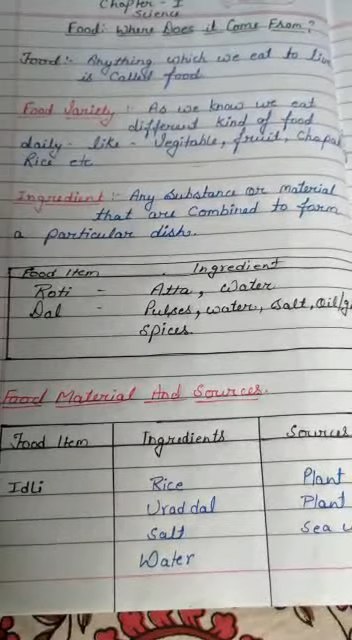 Chapter - I
Science
Food: Where Does it Come From?
Food:- Anything which we eat to live
is Called food
Food Variety :- As we know we eat
different kind of food
daily - like - Vegitable, fruit,
Rice etc
Ingredient :- Any substance or material
that are Combined to form
a particular dish.
Food Item Ingredient
Roti - Atta, Water
Dal - Pulses, water, salt, Oil/
spices.
Food Material And Sources.
Food Item Ingredients Sources
Idli Rice Plant
Urad dal Plant
Salt Sea
Water